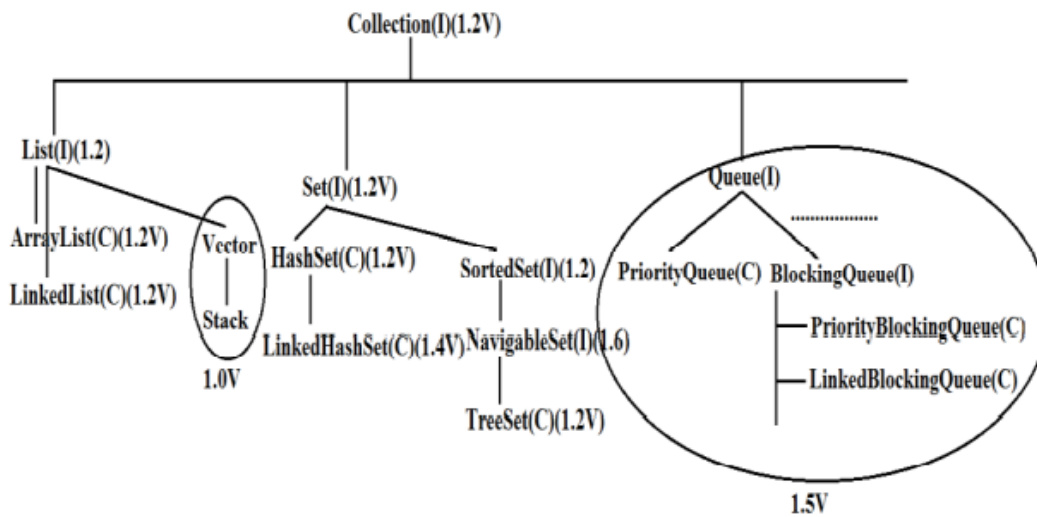 Collection(I)(1.2V)
List(I)(1.2)
Set(I)(1.2V)
Queue(I)
ArrayList(C)(1.2V)
Vector
HashSet(C)(1.2V)
SortedSet(I)(1.2)
PriorityQueue(C)
BlockingQueue(I)
LinkedList(C)(1.2V)
Stack
LinkedHashSet(C)(1.4V)
NavigableSet(I)(1.6)
PriorityBlockingQueue(C)
1.0V
LinkedBlockingQueue(C)
TreeSet(C)(1.2V)
1.5V